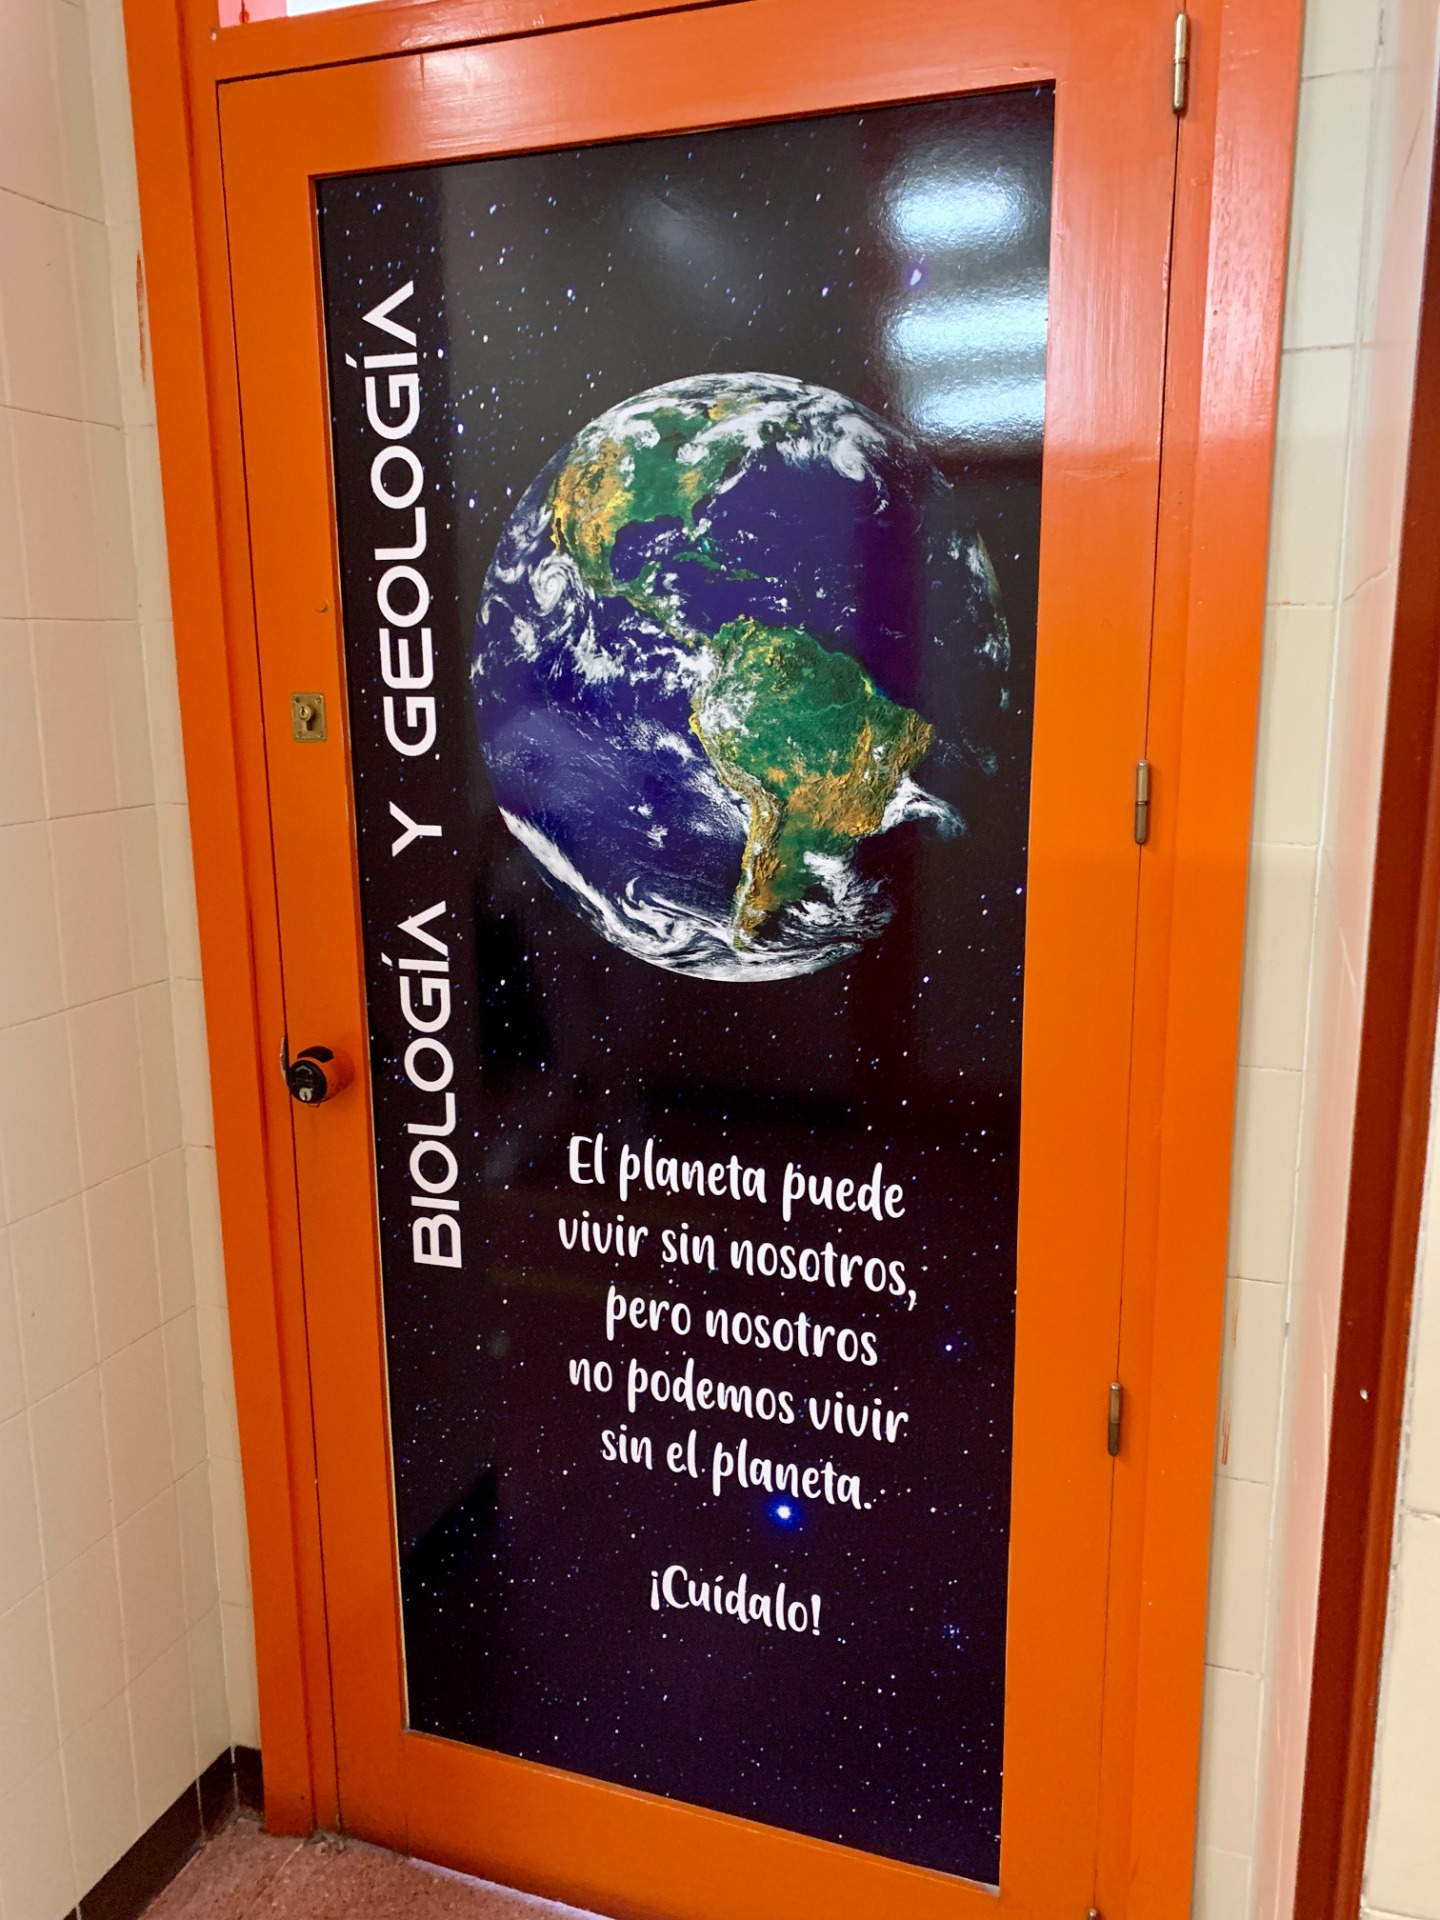 BIOLOGÍA Y GEOLOGÍA
El planeta puede
vivir sin nosotros,
pero nosotros
no podemos vivir
sin el planeta.
¡Cuídalo!